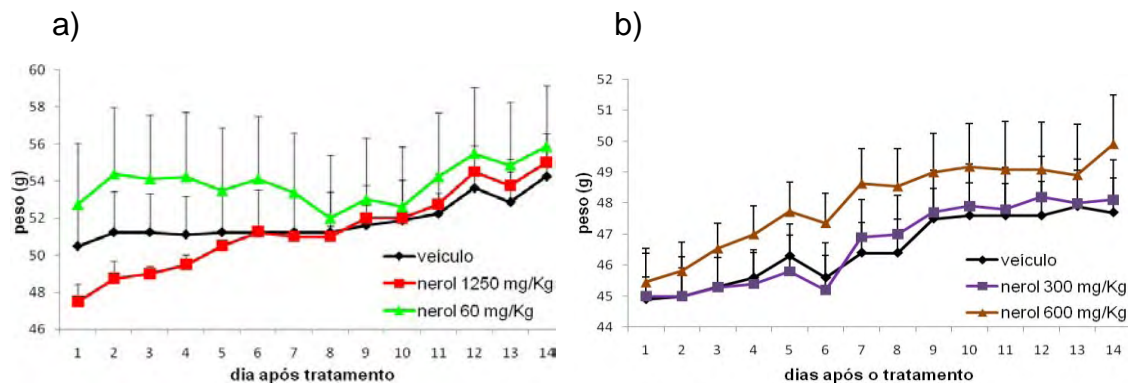 a)
60
58
56
54
52
50
48
46
peso (g)
veículo
nerol 1250 mg/Kg
nerol 60 mg/Kg
1 2 3 4 5 6 7 8 9 10 11 12 13 14
dia após tratamento
b)
52
51
50
49
48
47
46
45
44
peso (g)
veículo
nerol 300 mg/Kg
nerol 600 mg/Kg
1 2 3 4 5 6 7 8 9 10 11 12 13 14
dias após o tratamento